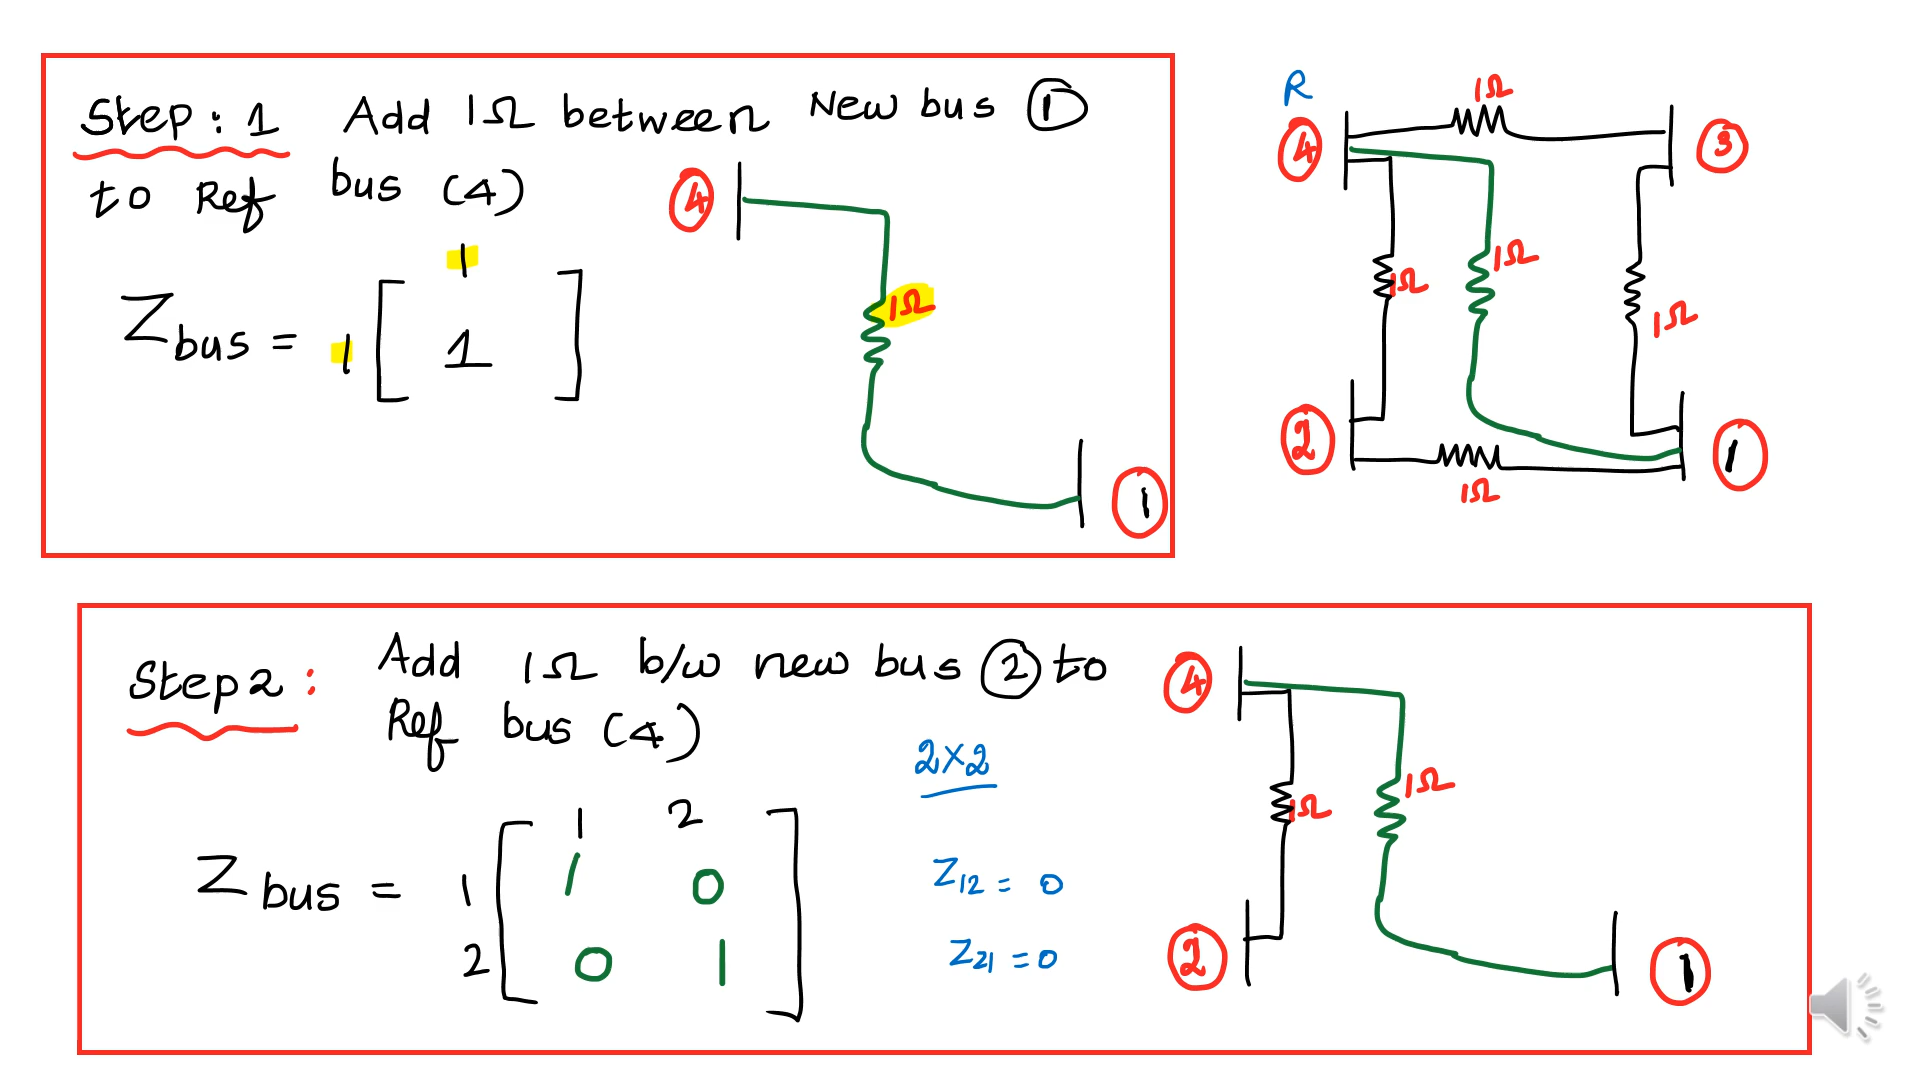 Step: 1 Add 1Ω between New bus ①
to Ref bus (4)
1
Zbus = 1 [ 1 ]
4
1Ω
1
R
1Ω
4
3
1Ω
1Ω
1Ω
2
1
1Ω
Step 2: Add 1Ω b/w new bus ② to
Ref bus (4)
2×2
1 2
Zbus = 1 [ 1 0
2 0 1 ]
Z12 = 0
Z21 = 0
4
1Ω
1Ω
2
1